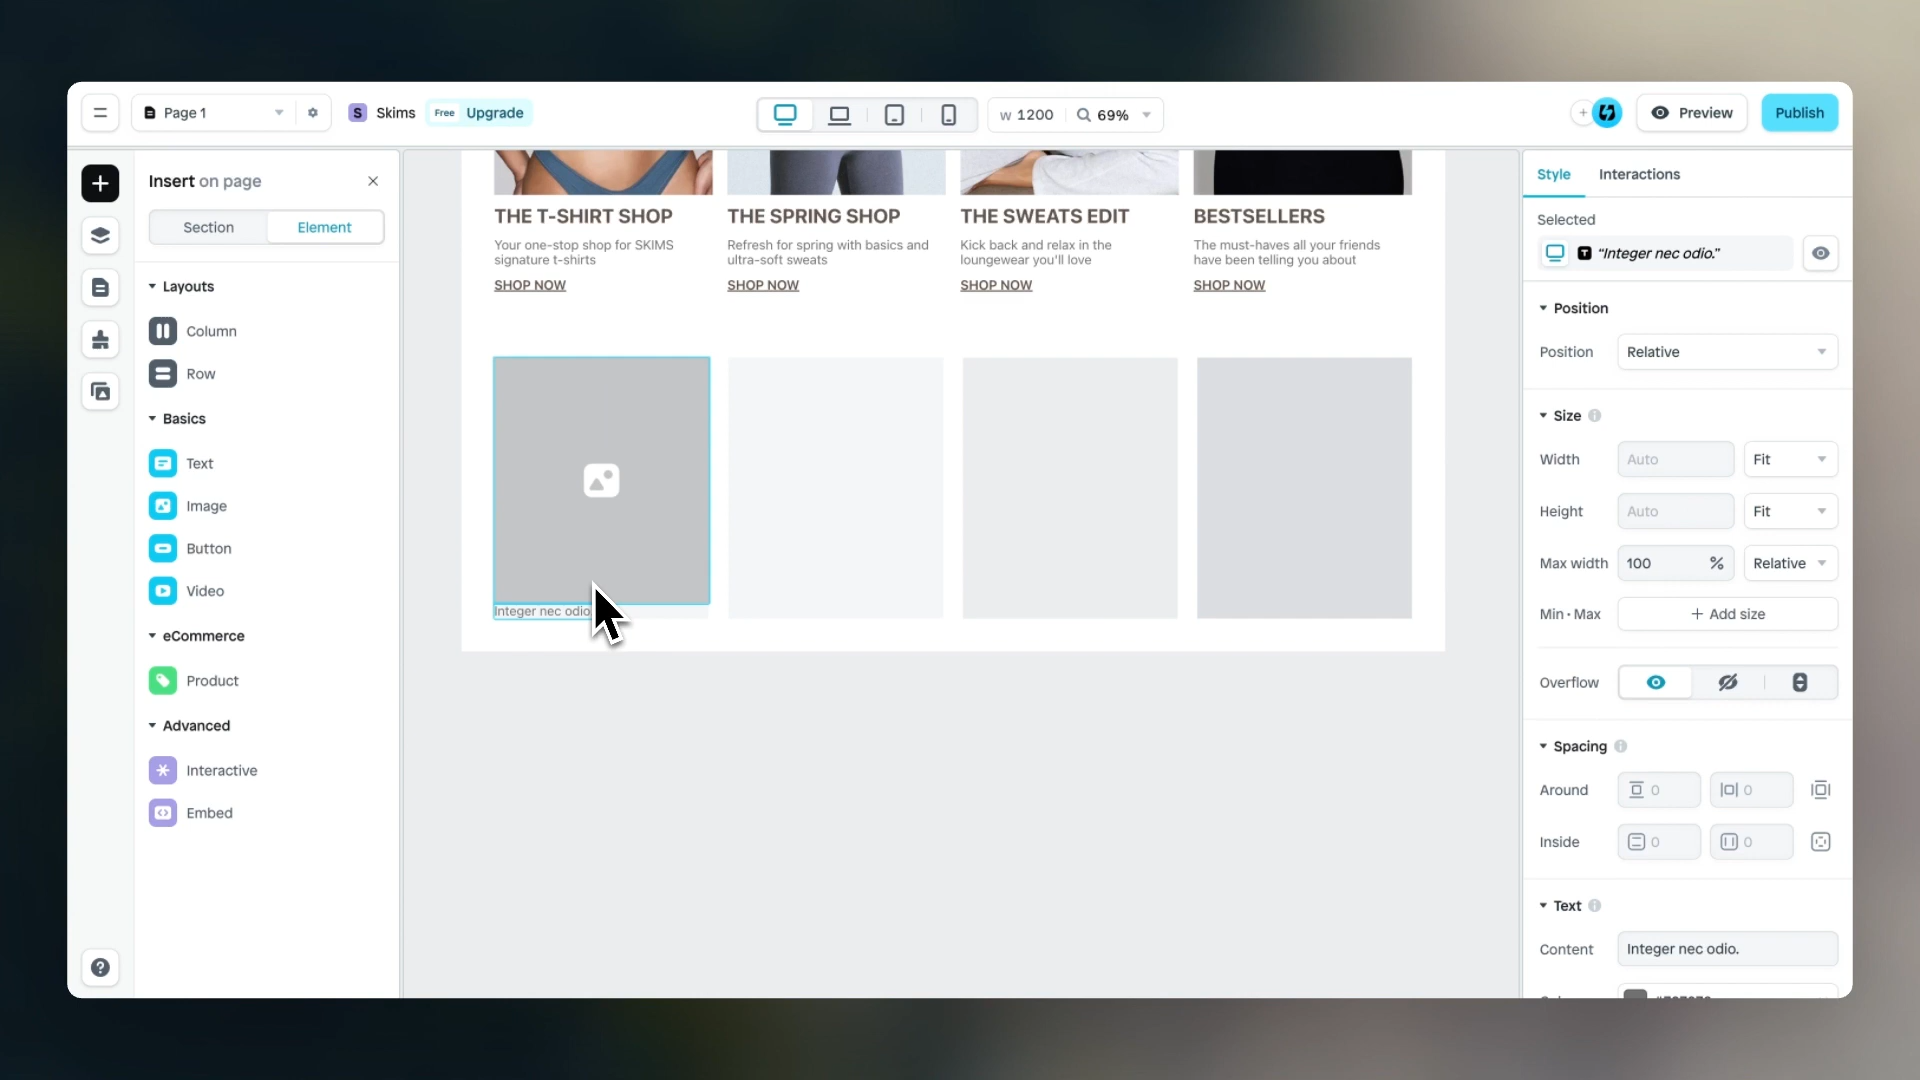 Page 1
S Skims
Free Upgrade
W 1200
69%
Preview
Publish
Insert on page
Section
Element
Layouts
Column
Row
Basics
Text
Image
Button
Video
eCommerce
Product
Advanced
Interactive
Embed
THE T-SHIRT SHOP
Your one-stop shop for SKIMS
signature t-shirts
SHOP NOW
THE SPRING SHOP
Refresh for spring with basics and
ultra-soft sweats
SHOP NOW
THE SWEATS EDIT
Kick back and relax in the
loungewear you'll love
SHOP NOW
BESTSELLERS
The must-haves all your friends
have been telling you about
SHOP NOW
Integer nec odio
Style
Interactions
Selected
T “Integer nec odio.”
Position
Position
Relative
Size
Width
Auto
Fit
Height
Auto
Fit
Max width
100 %
Relative
Min · Max
+ Add size
Overflow
Spacing
Around
0
0
Inside
0
0
Text
Content
Integer nec odio.